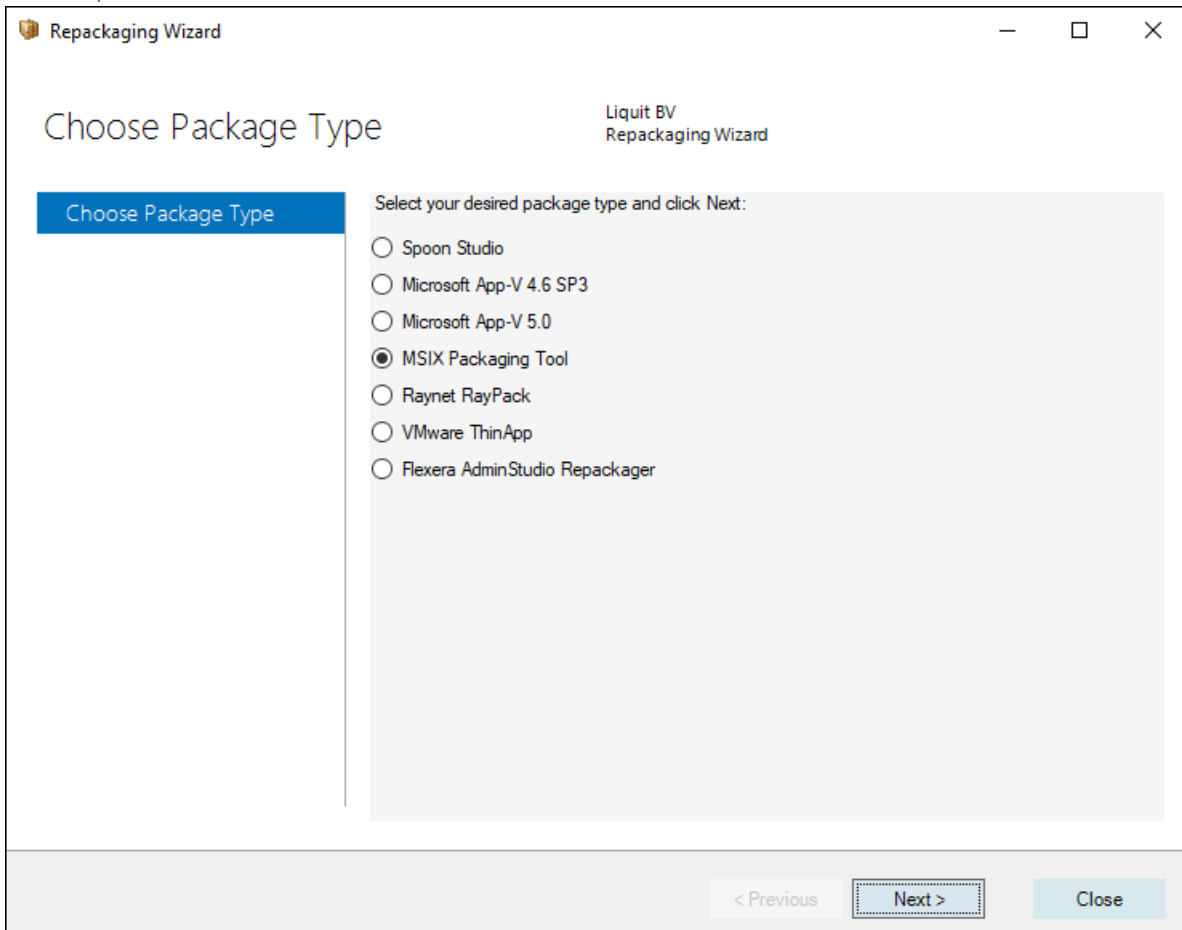 Repackaging Wizard
Choose Package Type
Liquit BV
Repackaging Wizard
Choose Package Type
Select your desired package type and click Next:
Spoon Studio
Microsoft App-V 4.6 SP3
Microsoft App-V 5.0
MSIX Packaging Tool
Raynet RayPack
VMware ThinApp
Flexera AdminStudio Repackager
< Previous
Next >
Close